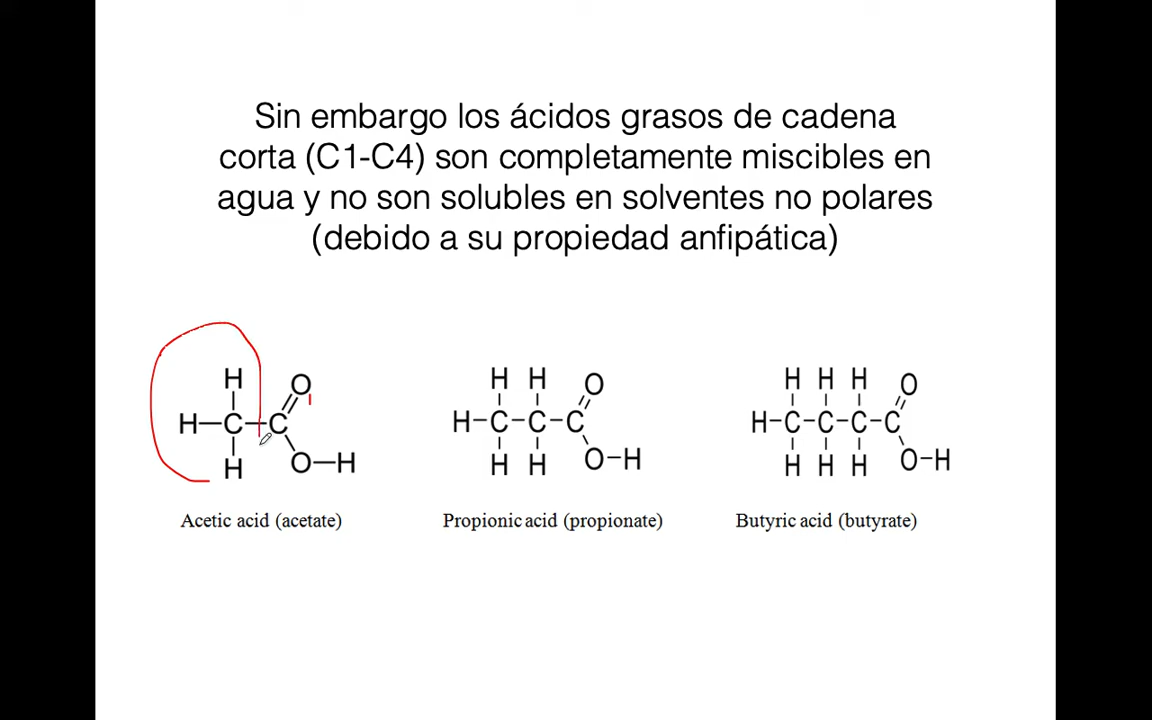 Sin embargo los ácidos grasos de cadena
corta (C1-C4) son completamente miscibles en
agua y no son solubles en solventes no polares
(debido a su propiedad anfipática)
H O
H–C–C
H O–H
H H O
H–C–C–C
H H O–H
H H H O
H–C–C–C–C
H H H O–H
Acetic acid (acetate) Propionic acid (propionate) Butyric acid (butyrate)